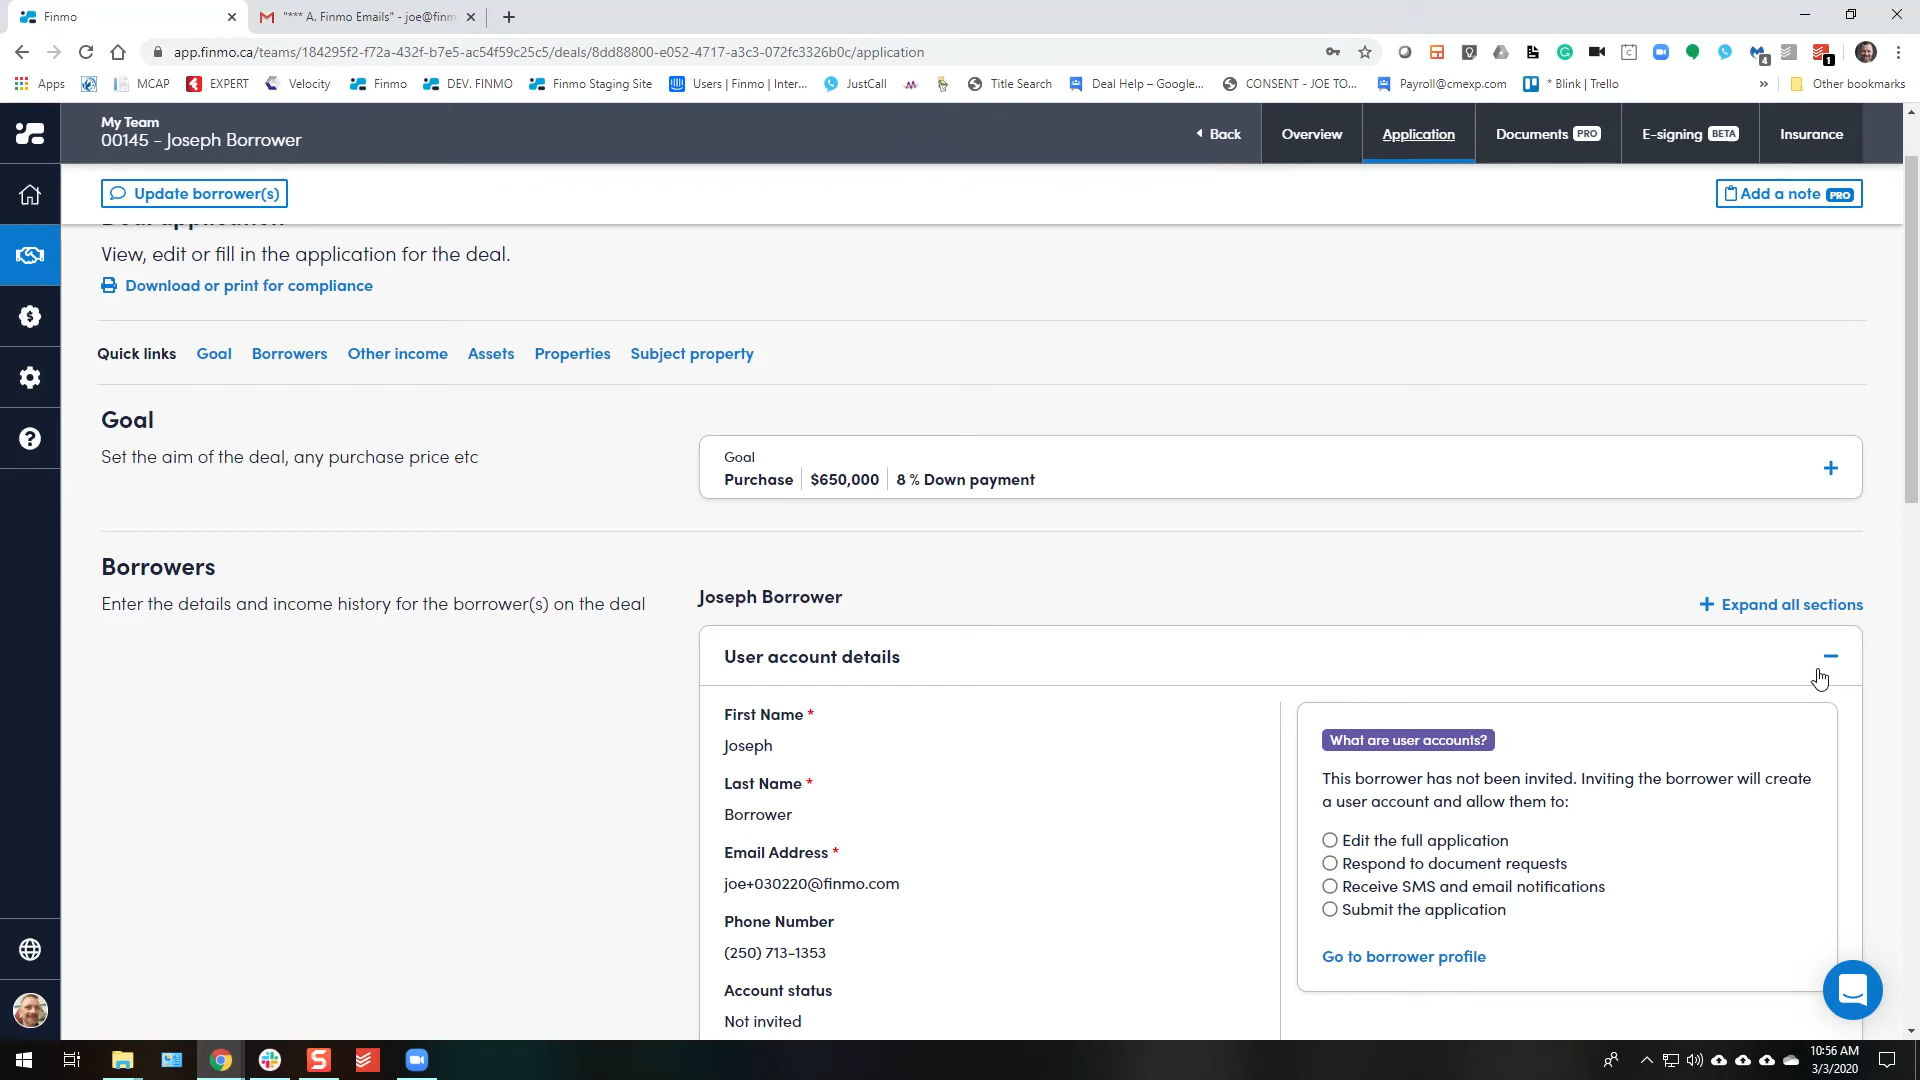 Finmo
"*** A. Finmo Emails" - joe@finm
app.finmo.ca/teams/184295f2-f72a-432f-b7e5-ac54f59c25c5/deals/8dd88800-e052-4717-a3c3-072fc3326b0c/application
4
1
Apps
MCAP
EXPERT
Velocity
Finmo
DEV. FINMO
Finmo Staging Site
Users | Finmo | Inter...
JustCall
Title Search
Deal Help – Google...
CONSENT - JOE TO...
Payroll@cmexp.com
* Blink | Trello
»
Other bookmarks
My Team
00145 - Joseph Borrower
Back
Overview
Application
Documents PRO
E-signing BETA
Insurance
Update borrower(s)
Add a note PRO
Deal application
View, edit or fill in the application for the deal.
Download or print for compliance
Quick links Goal Borrowers Other income Assets Properties Subject property
Goal
Set the aim of the deal, any purchase price etc
Goal
Purchase $650,000 8 % Down payment
Borrowers
Enter the details and income history for the borrower(s) on the deal
Joseph Borrower
Expand all sections
User account details
First Name *
Joseph
Last Name *
Borrower
Email Address *
joe+030220@finmo.com
Phone Number
(250) 713-1353
Account status
Not invited
What are user accounts?
This borrower has not been invited. Inviting the borrower will create
a user account and allow them to:
Edit the full application
Respond to document requests
Receive SMS and email notifications
Submit the application
Go to borrower profile
10:56 AM
3/3/2020